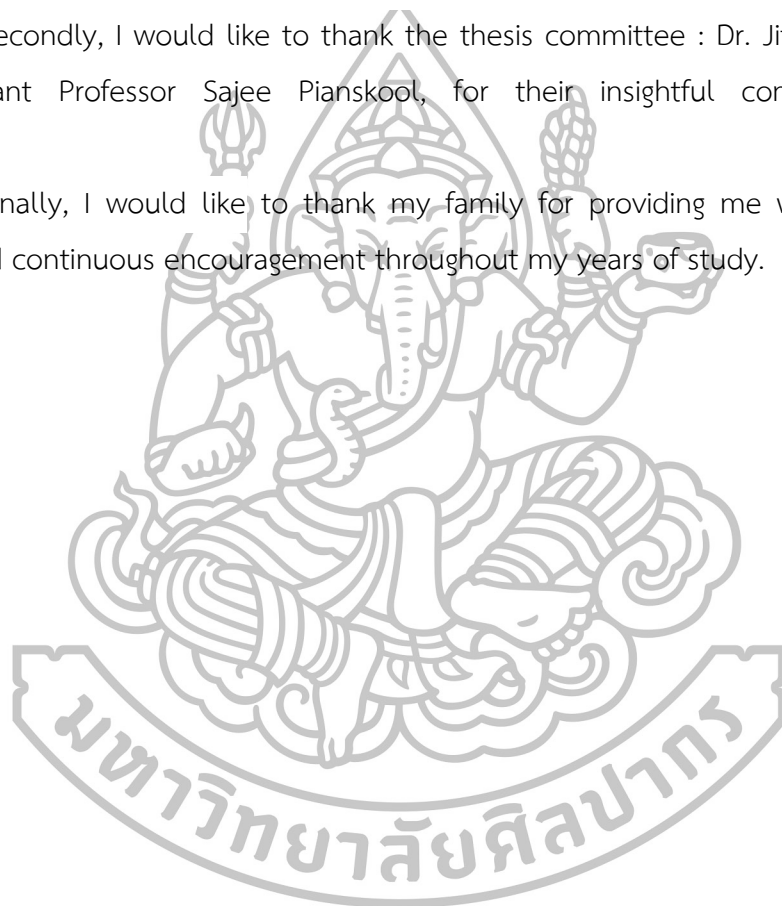 econdly, I would like to thank the thesis committee : Dr. Ji
ant Professor Sajee Pianskool, for their insightful con
nally, I would like to thank my family for providing me v
l continuous encouragement throughout my years of study.
มหาวิทยาลัยศิลปากร